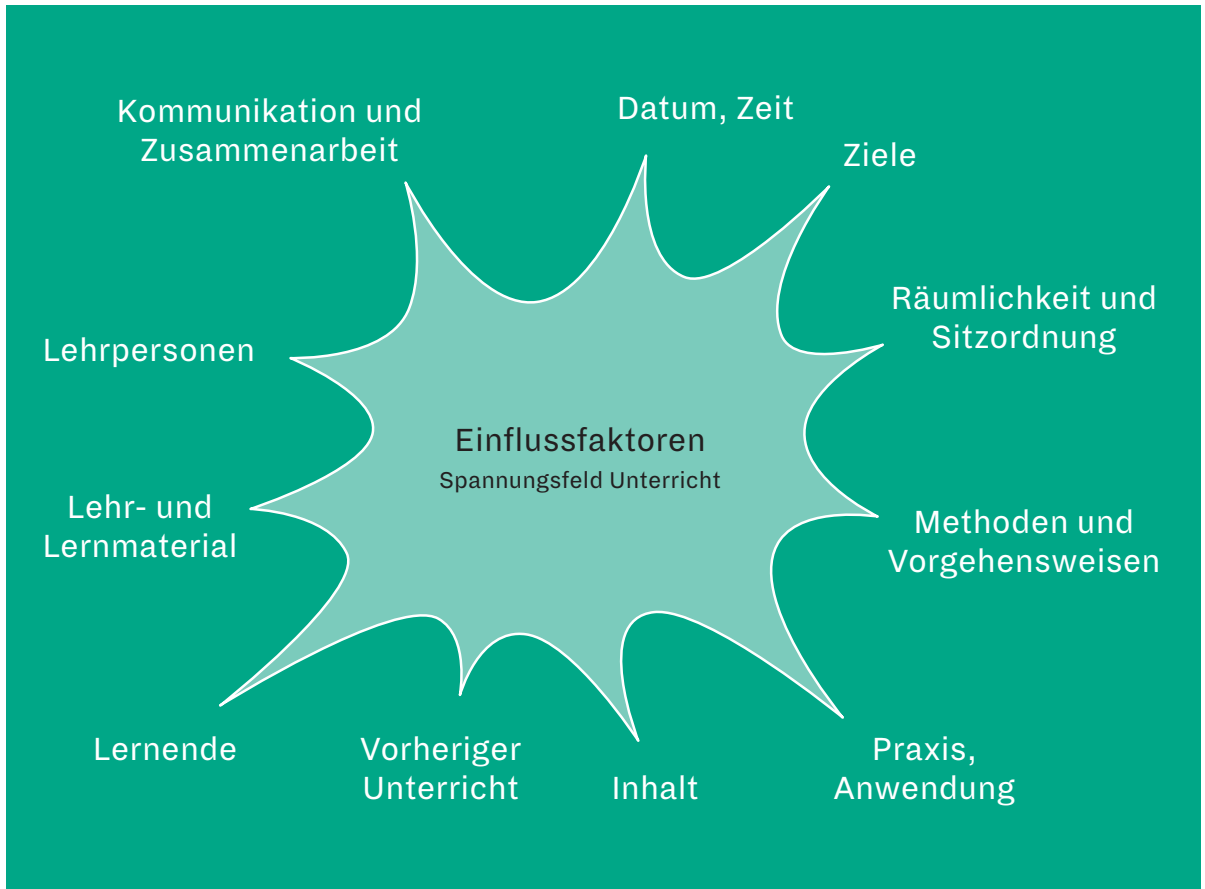 Kommunikation und
Zusammenarbeit
Datum, Zeit
Ziele
Räumlichkeit und
Sitzordnung
Lehrpersonen
Einflussfaktoren
Spannungsfeld Unterricht
Lehr- und
Lernmaterial
Methoden und
Vorgehensweisen
Lernende
Vorheriger
Unterricht
Inhalt
Praxis,
Anwendung